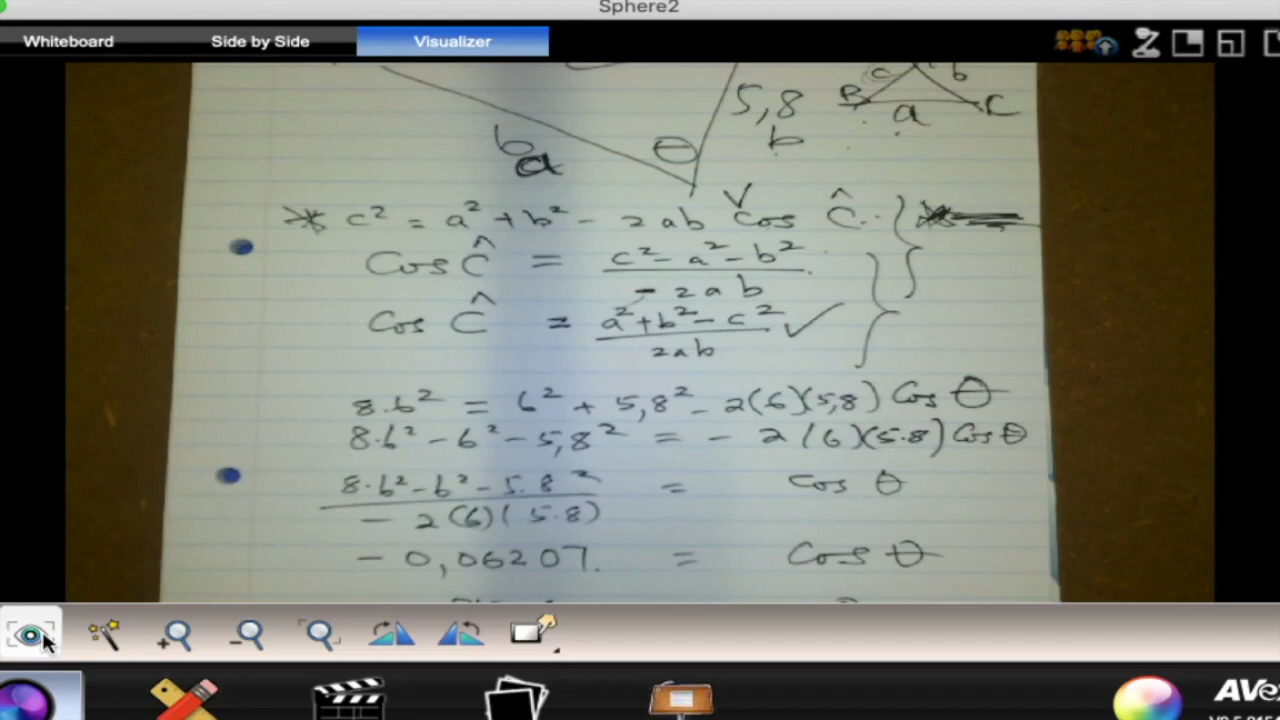 Sphere2
Whiteboard Side by Side Visualizer
5,8
b
c b
B a C
6
a
θ
* c² = a² + b² - 2ab cos Ĉ.
Cos Ĉ = c² - a² - b² / -2ab
Cos Ĉ = a² + b² - c² / 2ab ✓
8.6² = 6² + 5,8² - 2(6)(5,8) Cos θ
8.6² - 6² - 5,8² = - 2(6)(5.8) Cos θ
8.6² - 6² - 5.8² / - 2(6)(5.8) = cos θ
- 0,06207. = Cos θ